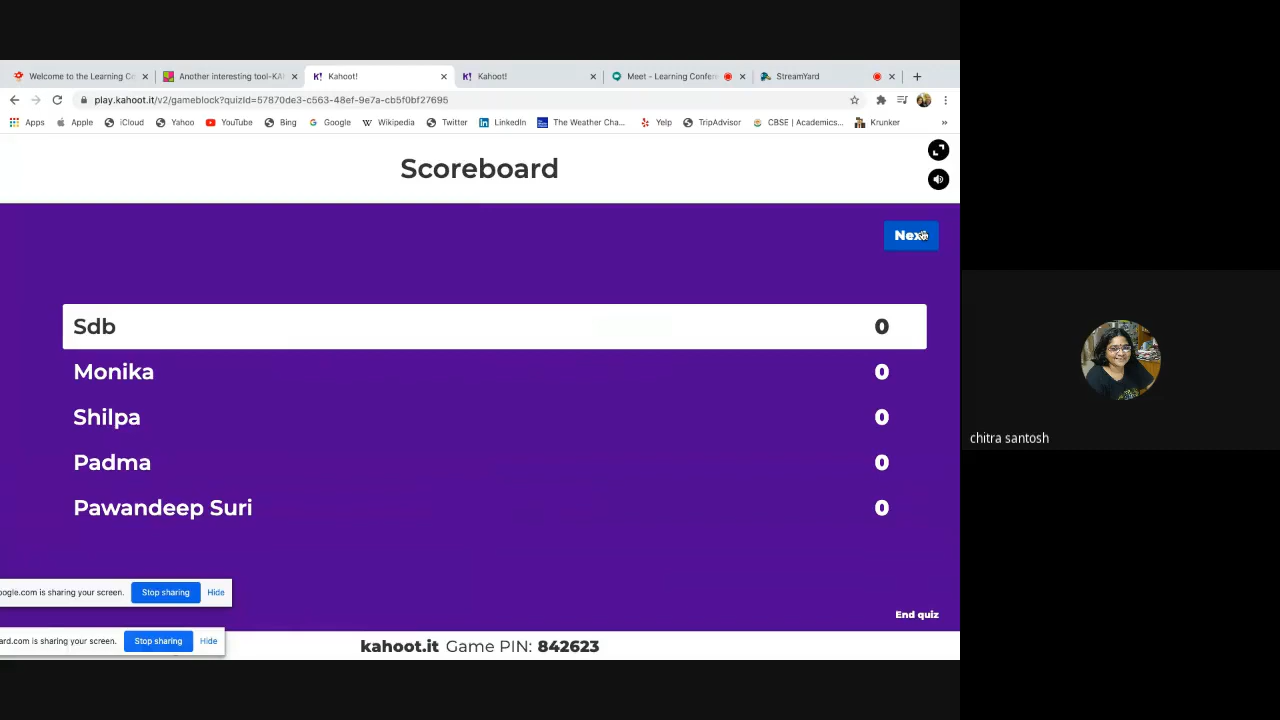 Welcome to the Learning Co
Another interesting tool-KA
K! Kahoot!
K! Kahoot!
Meet - Learning Confere
StreamYard
play.kahoot.it/v2/gameblock?quizId=57870de3-c563-48ef-9e7a-cb5f0bf27695
Apps Apple iCloud Yahoo YouTube Bing Google Wikipedia Twitter LinkedIn The Weather Cha... Yelp TripAdvisor CBSE | Academics... Krunker »
Scoreboard
Next
Sdb 0
Monika 0
Shilpa 0
Padma 0
Pawandeep Suri 0
chitra santosh
oogle.com is sharing your screen. Stop sharing Hide
End quiz
ard.com is sharing your screen. Stop sharing Hide
kahoot.it Game PIN: 842623